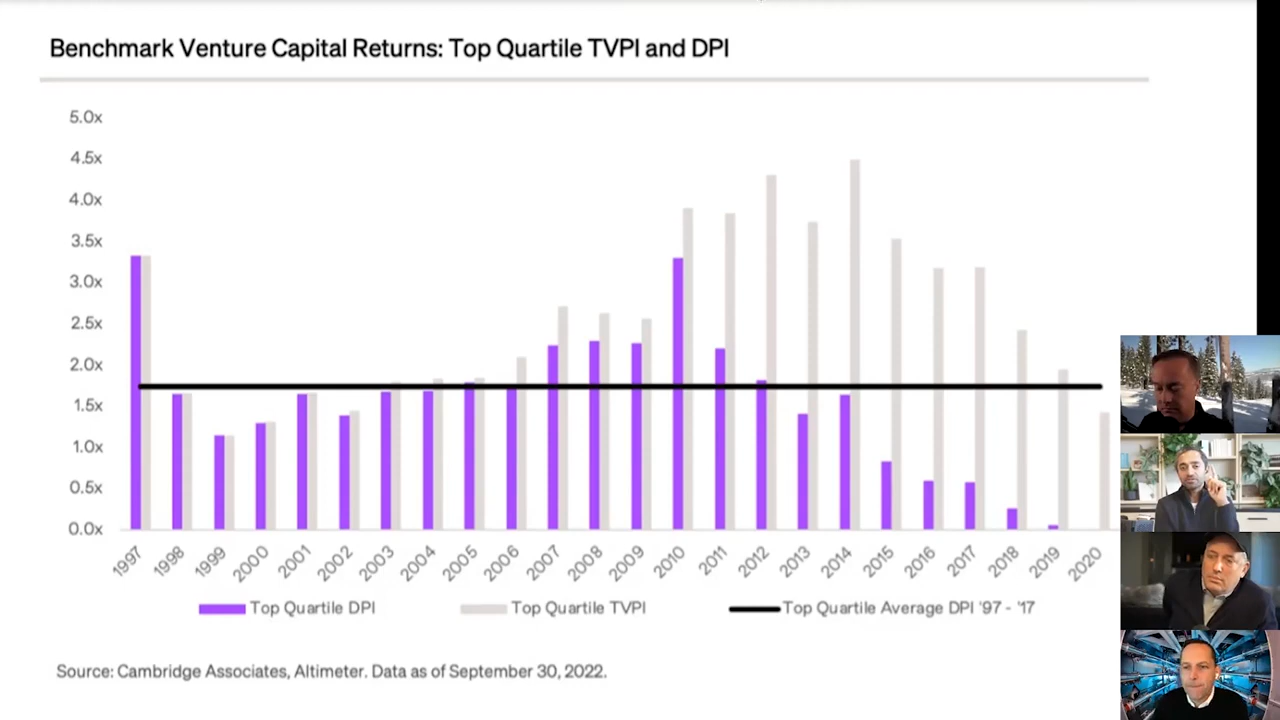 Benchmark Venture Capital Returns: Top Quartile TVPI and DPI
5.0x
4.5x
4.0x
3.5x
3.0x
2.5x
2.0x
1.5x
1.0x
0.5x
0.0x
1997 1998 1999 2000 2001 2002 2003 2004 2005 2006 2007 2008 2009 2010 2011 2012 2013 2014 2015 2016 2017 2018 2019 2020
Top Quartile DPI Top Quartile TVPI Top Quartile Average DPI '97 - '17
Source: Cambridge Associates, Altimeter. Data as of September 30, 2022.